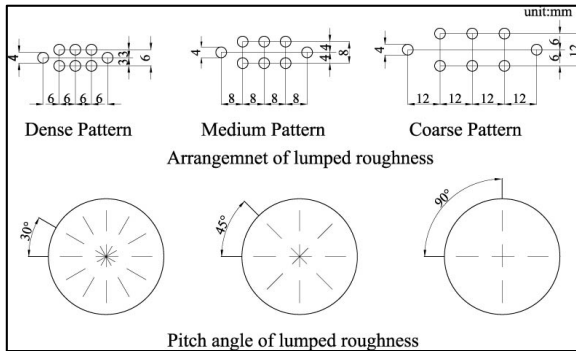 unit:mm
4 3 3 6
6 6 6 6
4 4 4 8
8 8 8 8
4 6 6 12
12 12 12 12
Dense Pattern Medium Pattern Coarse Pattern
Arrangemnet of lumped roughness
30° 45° 90°
Pitch angle of lumped roughness